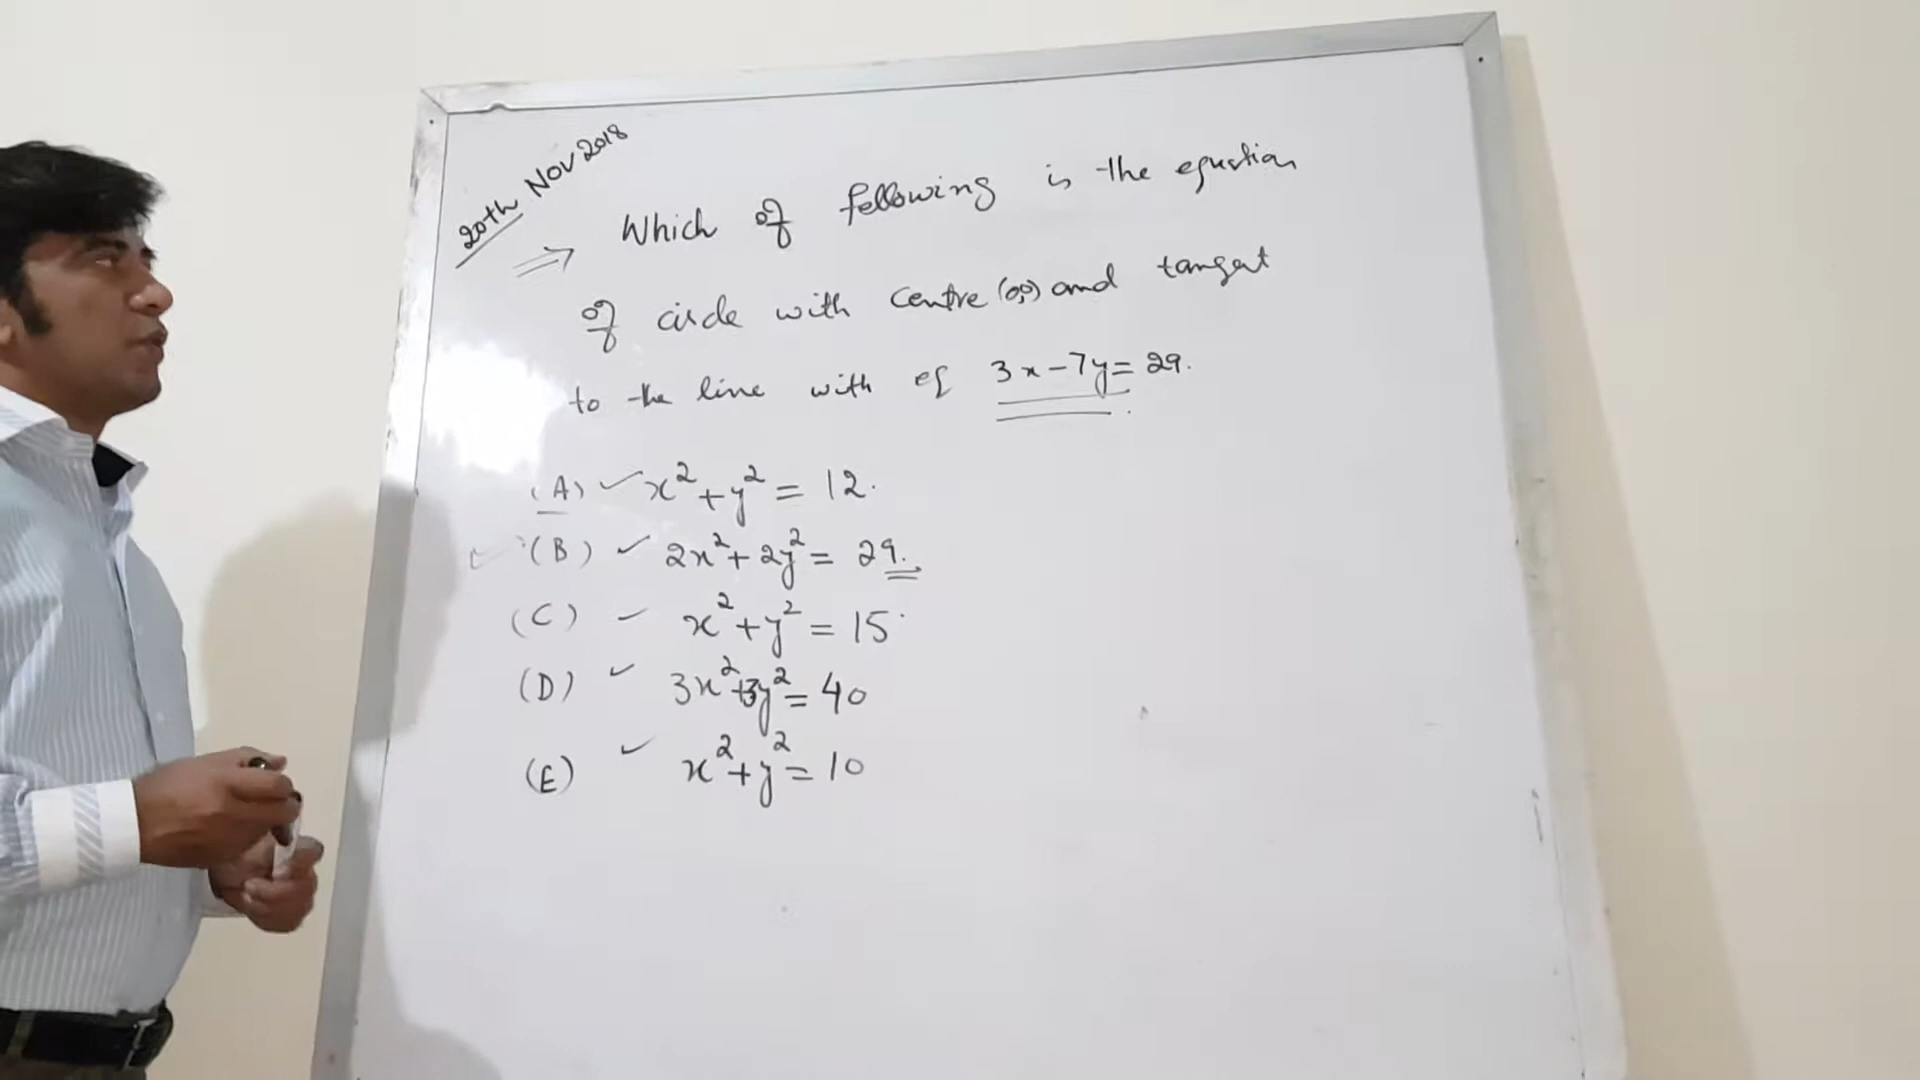 20th Nov 2018
⇒ Which of following is the equation
of circle with centre (0,0) and tangent
to the line with eq 3x-7y=29.
(A) ✓ x²+y² = 12.
✓ (B) ✓ 2x²+2y² = 29.
(C) ✓ x²+y² = 15
(D) ✓ 3x²+3y² = 40
(E) ✓ x²+y² = 10